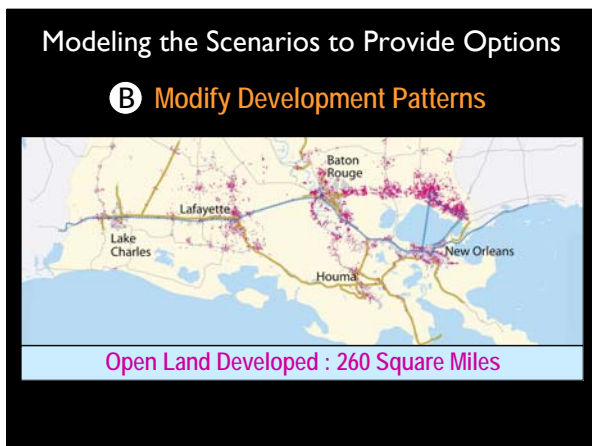 Modeling the Scenarios to Provide Options
B Modify Development Patterns
Baton
Rouge
Lafayette
Lake
Charles
New Orleans
Houma
Open Land Developed : 260 Square Miles